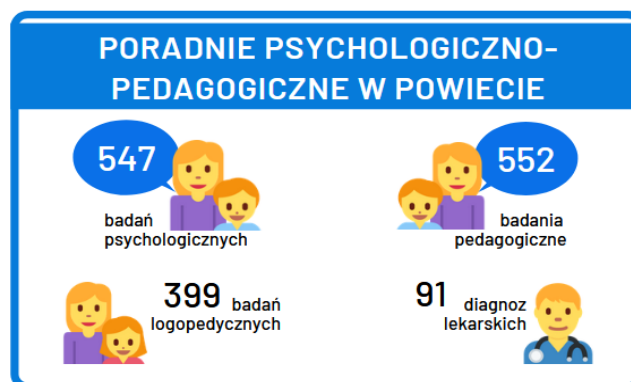 PORADNIE PSYCHOLOGICZNO-
PEDAGOGICZNE W POWIECIE
547
badań
psychologicznych
552
badania
pedagogiczne
399 badań
logopedycznych
91 diagnoz
lekarskich